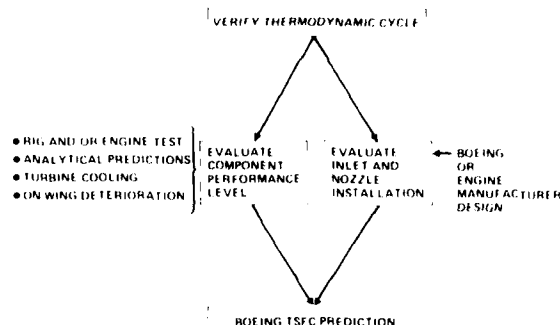 VERIFY THERMODYNAMIC CYCLE
● RIG AND OR ENGINE TEST
● ANALYTICAL PREDICTIONS
● TURBINE COOLING
● ON WING DETERIORATION
EVALUATE
COMPONENT
PERFORMANCE
LEVEL
EVALUATE
INLET AND
NOZZLE
INSTALLATION
BOEING
OR
ENGINE
MANUFACTURER
DESIGN
BOEING TSFC PREDICTION